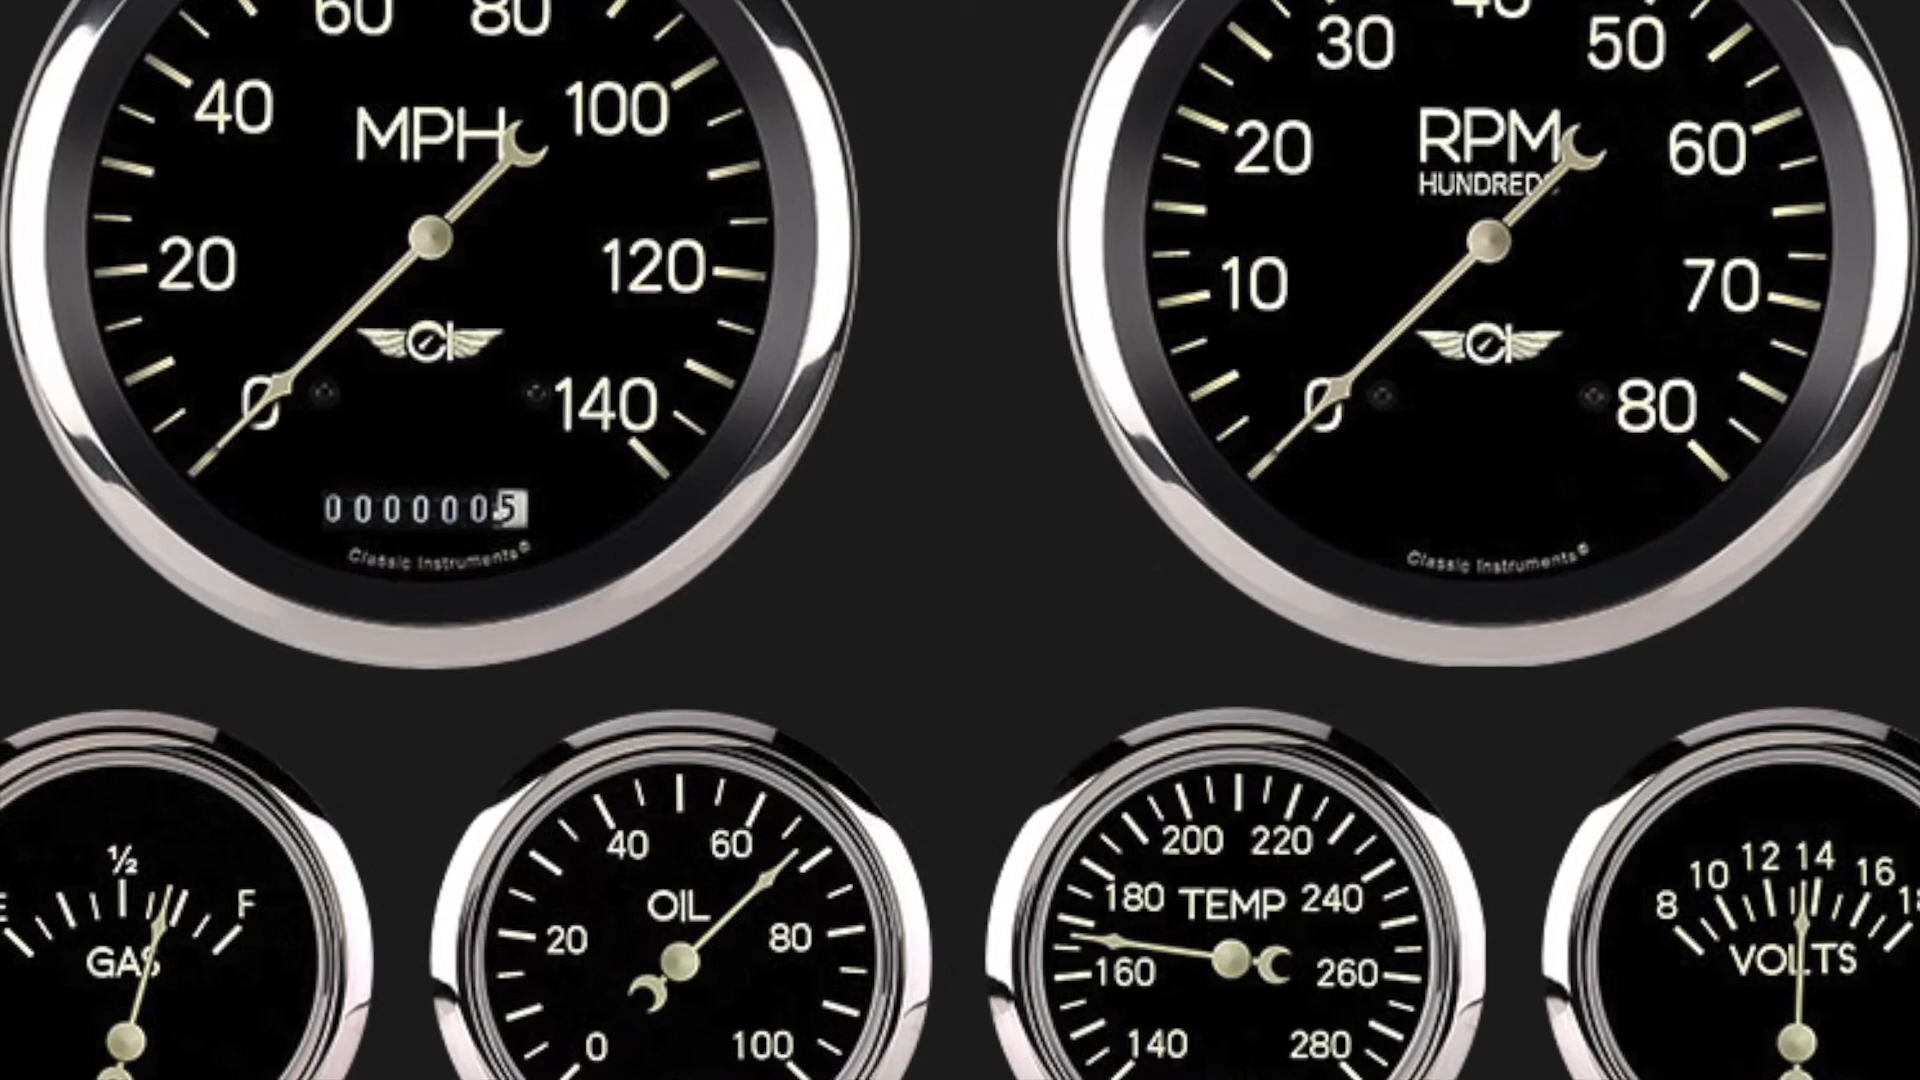 60 80
40 100
MPH
20 120
0 140
0000005
Classic Instruments©
40
30 50
20 60
RPM
HUNDREDS
10 70
0 80
Classic Instruments©
½
E F
GAS
40 60
OIL
20 80
0 100
200 220
180 TEMP 240
160 260
140 280
8 10 12 14 16 18
VOLTS